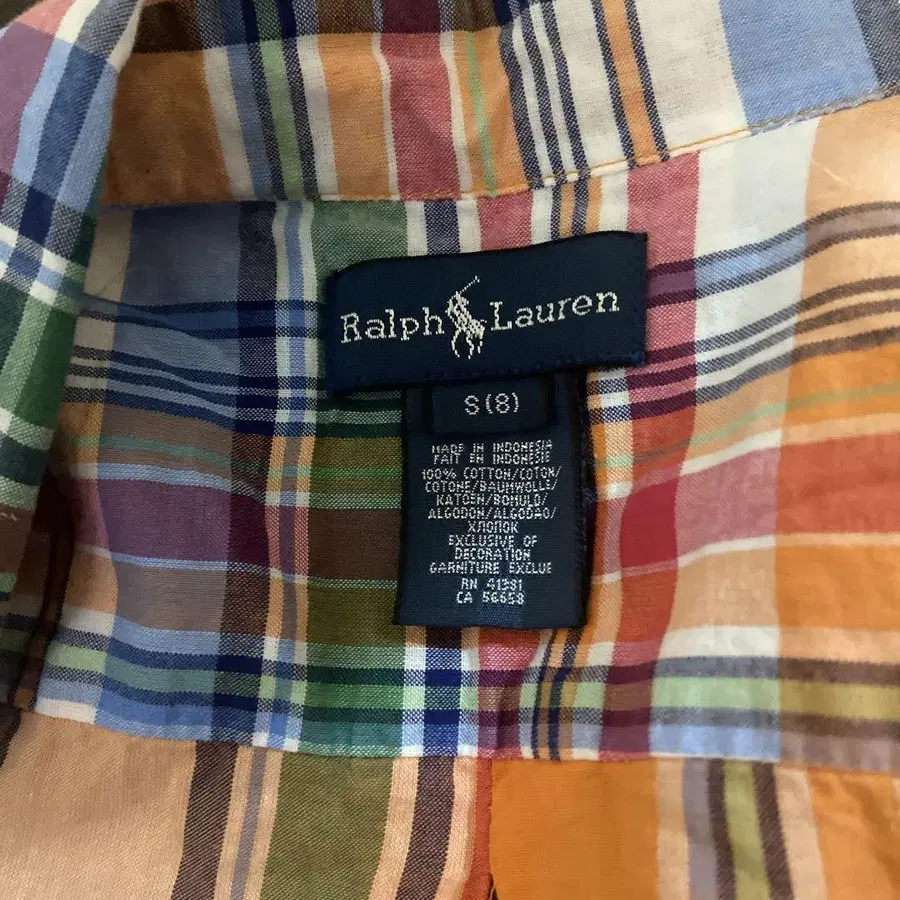 Ralph Lauren
S(8)
MADE IN INDONESIA
FAIT EN INDONESIE
100% COTTON/COTON/
COTONE/BAUMWOLLE/
KATOEN/BOMULD/
ALGODON/ALGODAO/
ХЛОПОК
EXCLUSIVE OF
DECORATION
GARNITURE EXCLUE
RN 41381
CA 56658